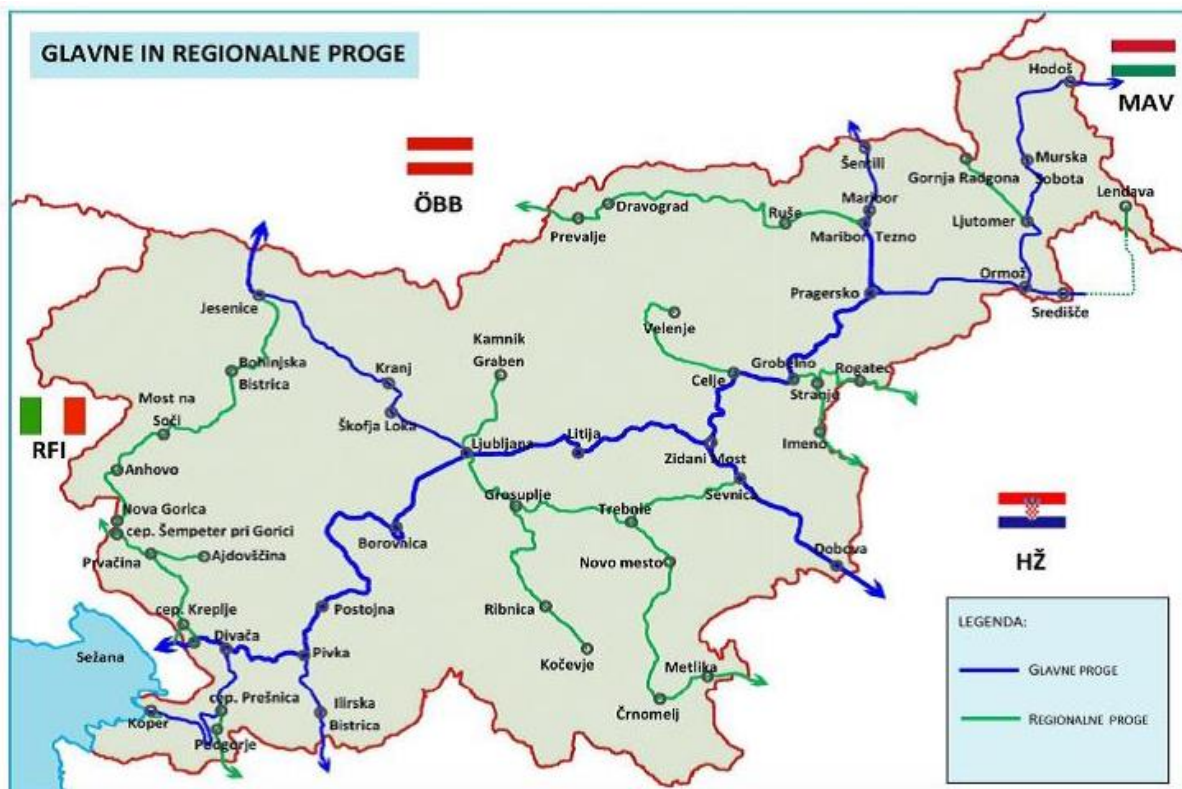 GLAVNE IN REGIONALNE PROGE
Hodoš
MAV
ÖBB
Šentilj
Gornja Radgona
Murska
Sobota
Lendava
Maribor
Dravograd
Ruše
Prevalje
Maribor Tezno
Ljutomer
Ormož
Pragersko
Središče
Jesenice
Velenje
Kamnik
Graben
Grobelno
Rogatec
Celje
Stranje
Bohinjska
Bistrica
Kranj
Most na
Soči
Škofja Loka
Ljubljana
Litija
Zidani Most
Imeno
RFI
Anhovo
Sevnica
Grosuplje
Trebnje
Nova Gorica
cep. Šempeter pri Gorici
Borovnica
Prvačina
Ajdovščina
Novo mesto
Dobova
HŽ
cep. Kreplje
Postojna
Ribnica
Divača
Sežana
Pivka
Kočevje
Metlika
cep. Prešnica
Koper
Ilirska
Bistrica
Črnomelj
Podgorje
LEGENDA:
GLAVNE PROGE
REGIONALNE PROGE